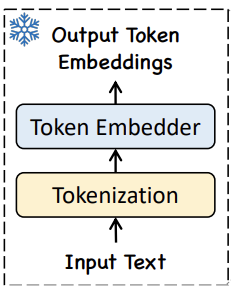 Output Token
Embeddings
Token Embedder
Tokenization
Input Text